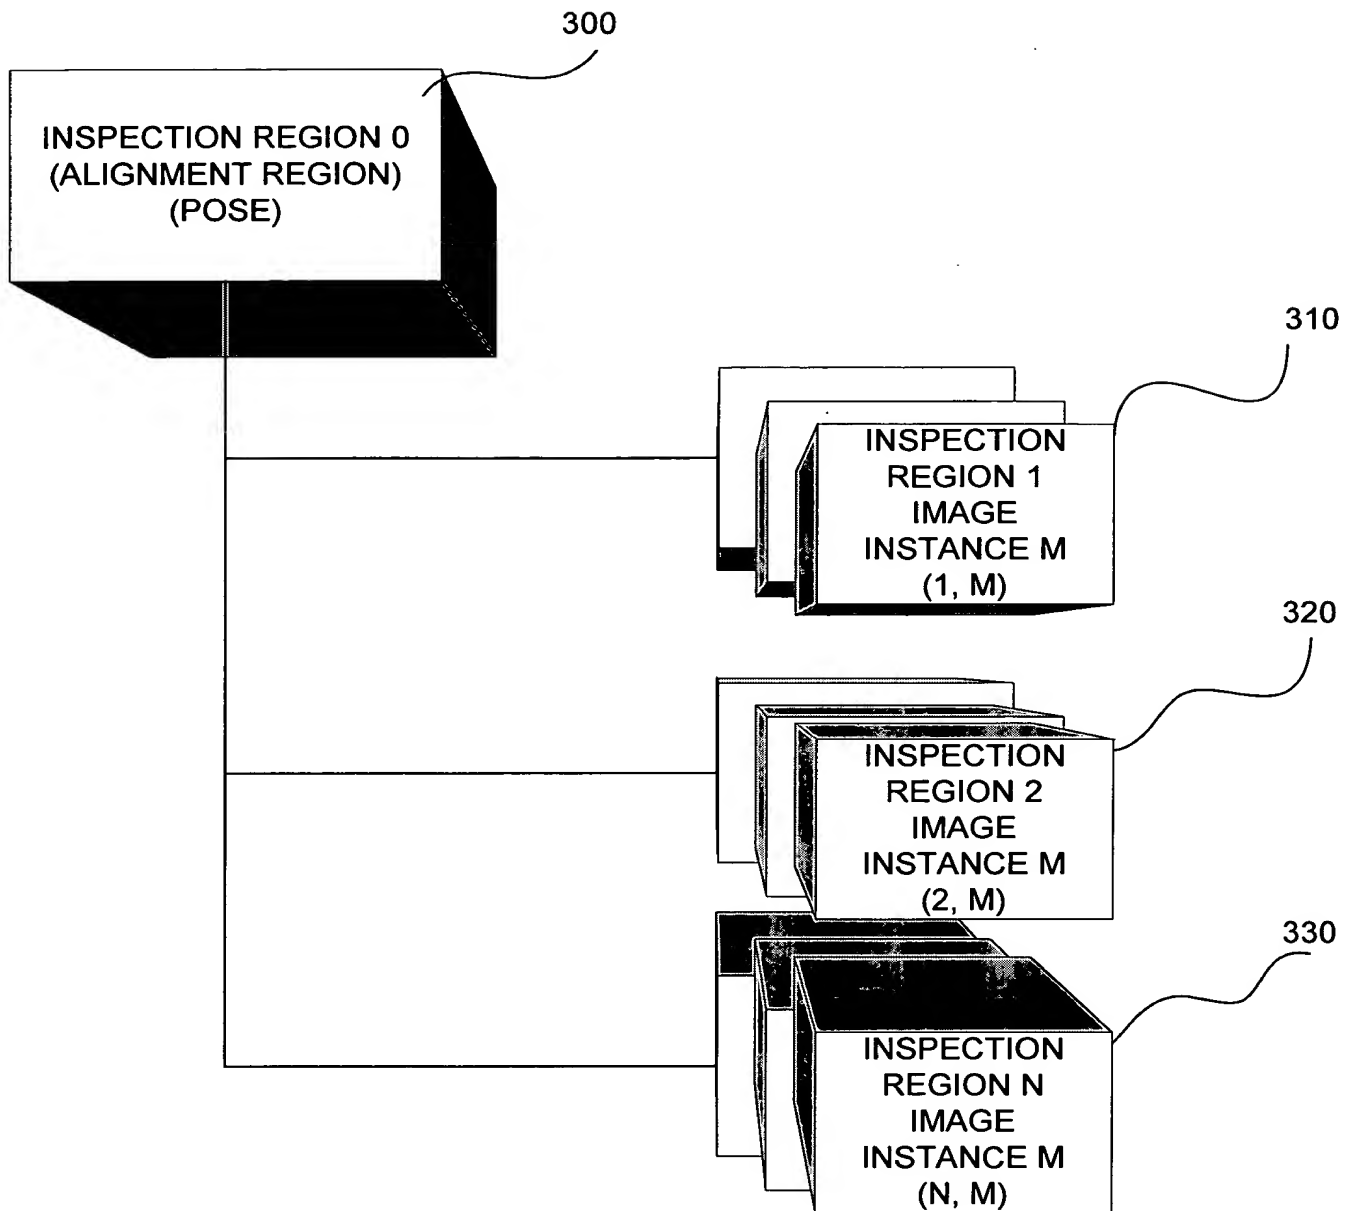 300
INSPECTION REGION 0
(ALIGNMENT REGION)
(POSE)
310
INSPECTION
REGION 1
IMAGE
INSTANCE M
(1, M)
320
INSPECTION
REGION 2
IMAGE
INSTANCE M
(2, M)
330
INSPECTION
REGION N
IMAGE
INSTANCE M
(N, M)